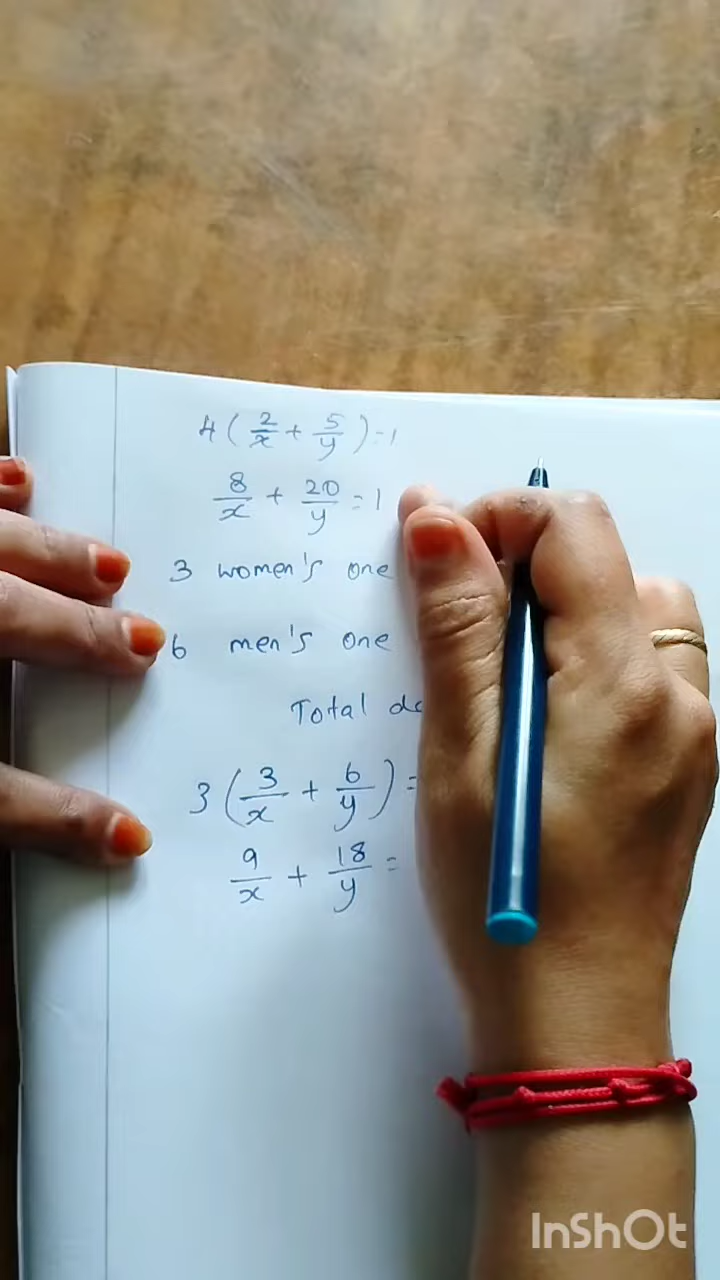 4 ( 2/x + 5/y ) = 1
8/x + 20/y = 1
3 women's one
6 men's one
Total
3 ( 3/x + 6/y ) =
9/x + 18/y =
InShOt